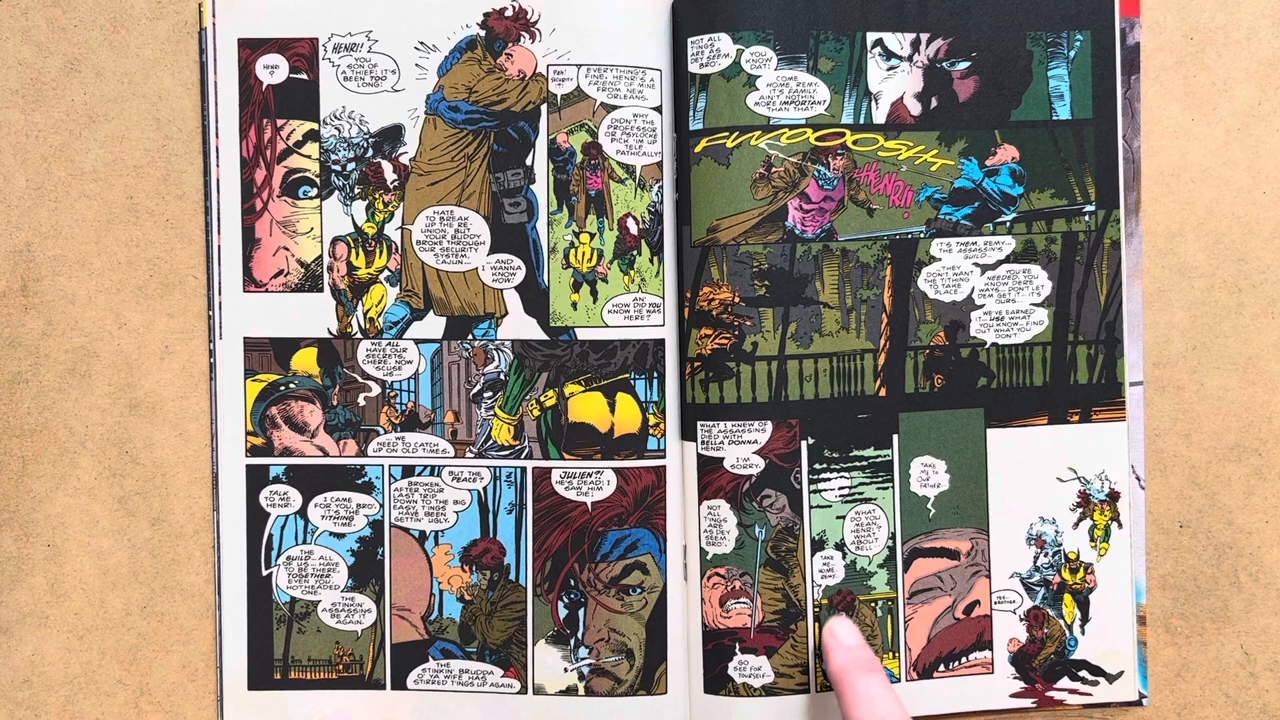 HENRI
?
HENRI!
YOU
SON OF
A THIEF! IT'S
BEEN TOO
LONG!
HATE
TO BREAK
UP THE RE-
UNION, BUT
YOUR BUDDY
BROKE THROUGH
OUR SECURITY
SYSTEM,
CAJUN...
...AND
I WANNA
KNOW
HOW!
PAH!
SECURITY
?!
EVERYTHING'S
FINE. HENRI'S A
FRIEND OF MINE
FROM NEW
ORLEANS.
WHY
DIDN'T THE
PROFESSOR
OR PSYLOCKE
PICK 'IM UP
TELE-
PATHICALLY?
AN'
HOW DID YOU
KNOW HE WAS
HERE?
WE ALL
HAVE OUR
SECRETS,
CHERE. NOW
'SCUSE
US...
...WE
NEED TO CATCH
UP ON OLD TIMES.
TALK
TO ME,
HENRI.
I CAME
FOR YOU, BRO'.
IT'S THE
TITHING
TIME.
THE
GUILD--ALL
OF US--HAVE
TO BE THERE,
TOGETHER.
EVEN YOU,
HOTHEADED
ONE.
THE
STINKIN'
ASSASSINS
BE AT IT
AGAIN.
BUT THE
PEACE?
BROKEN.
AFTER YOUR
LAST TRIP
DOWN TO THE BIG
EASY, T'INGS
HAVE BEEN
GETTIN' UGLY.
THE
STINKIN' BRUDDA
O' YA WIFE HAS
STIRRED T'INGS UP AGAIN.
JULIEN?!
HE'S DEAD! I
SAW HIM
DIE!
NOT ALL
T'INGS
ARE AS
DEY SEEM,
BRO'.
YOU
KNOW
DAT!
COME
HOME, REMY.
IT'S FAMILY.
AIN'T NOTHIN'
MORE IMPORTANT
THAN THAT!
FWOOOOSHT
HENRI!!
IT'S THEM, REMY...
THE ASSASSIN'S
GUILD...
...THEY
DON'T WANT
THE TITHING
TO TAKE
PLACE...
YOU'RE
NEEDED. YOU
KNOW DERE
WAYS--DON'T LET
DEM GET IT--IT'S
OURS...
WE'VE EARNED
IT--USE WHAT
YOU KNOW--FIND
OUT WHAT YOU
DON'T.
WHAT I KNEW OF
THE ASSASSINS
DIED WITH
BELLA DONNA,
HENRI.
I'M
SORRY.
NOT
ALL
T'INGS
ARE AS
DEY SEEM,
BRO'.
GO
SEE FOR
YOURSELF--
WHAT
DO YOU
MEAN,
HENRI?
WHAT
ABOUT
BELL--
TAKE
ME...
HOME,
REMY...
TAKE
ME TO
OUR
FATHER--
YES,
BROTHER.